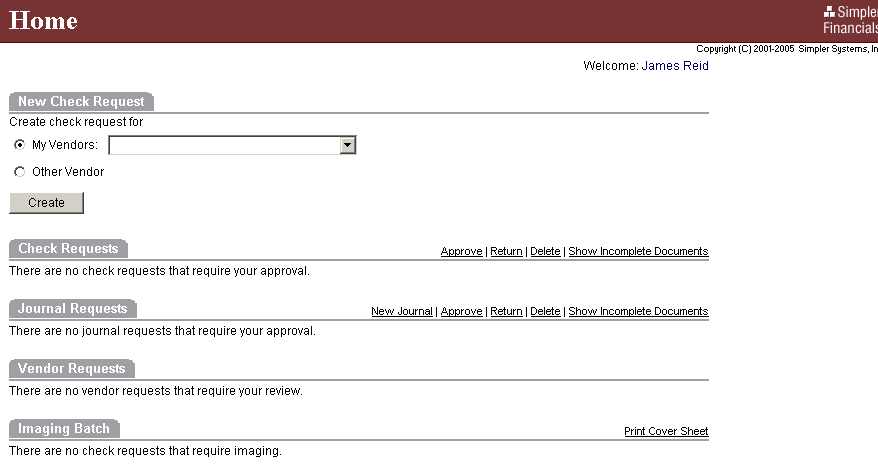 Home
Simpler
Financials
Copyright (C) 2001-2005 Simpler Systems, In
Welcome: James Reid
New Check Request
Create check request for
My Vendors:
Other Vendor
Create
Check Requests
Approve | Return | Delete | Show Incomplete Documents
There are no check requests that require your approval.
Journal Requests
New Journal | Approve | Return | Delete | Show Incomplete Documents
There are no journal requests that require your approval.
Vendor Requests
There are no vendor requests that require your review.
Imaging Batch
Print Cover Sheet
There are no check requests that require imaging.